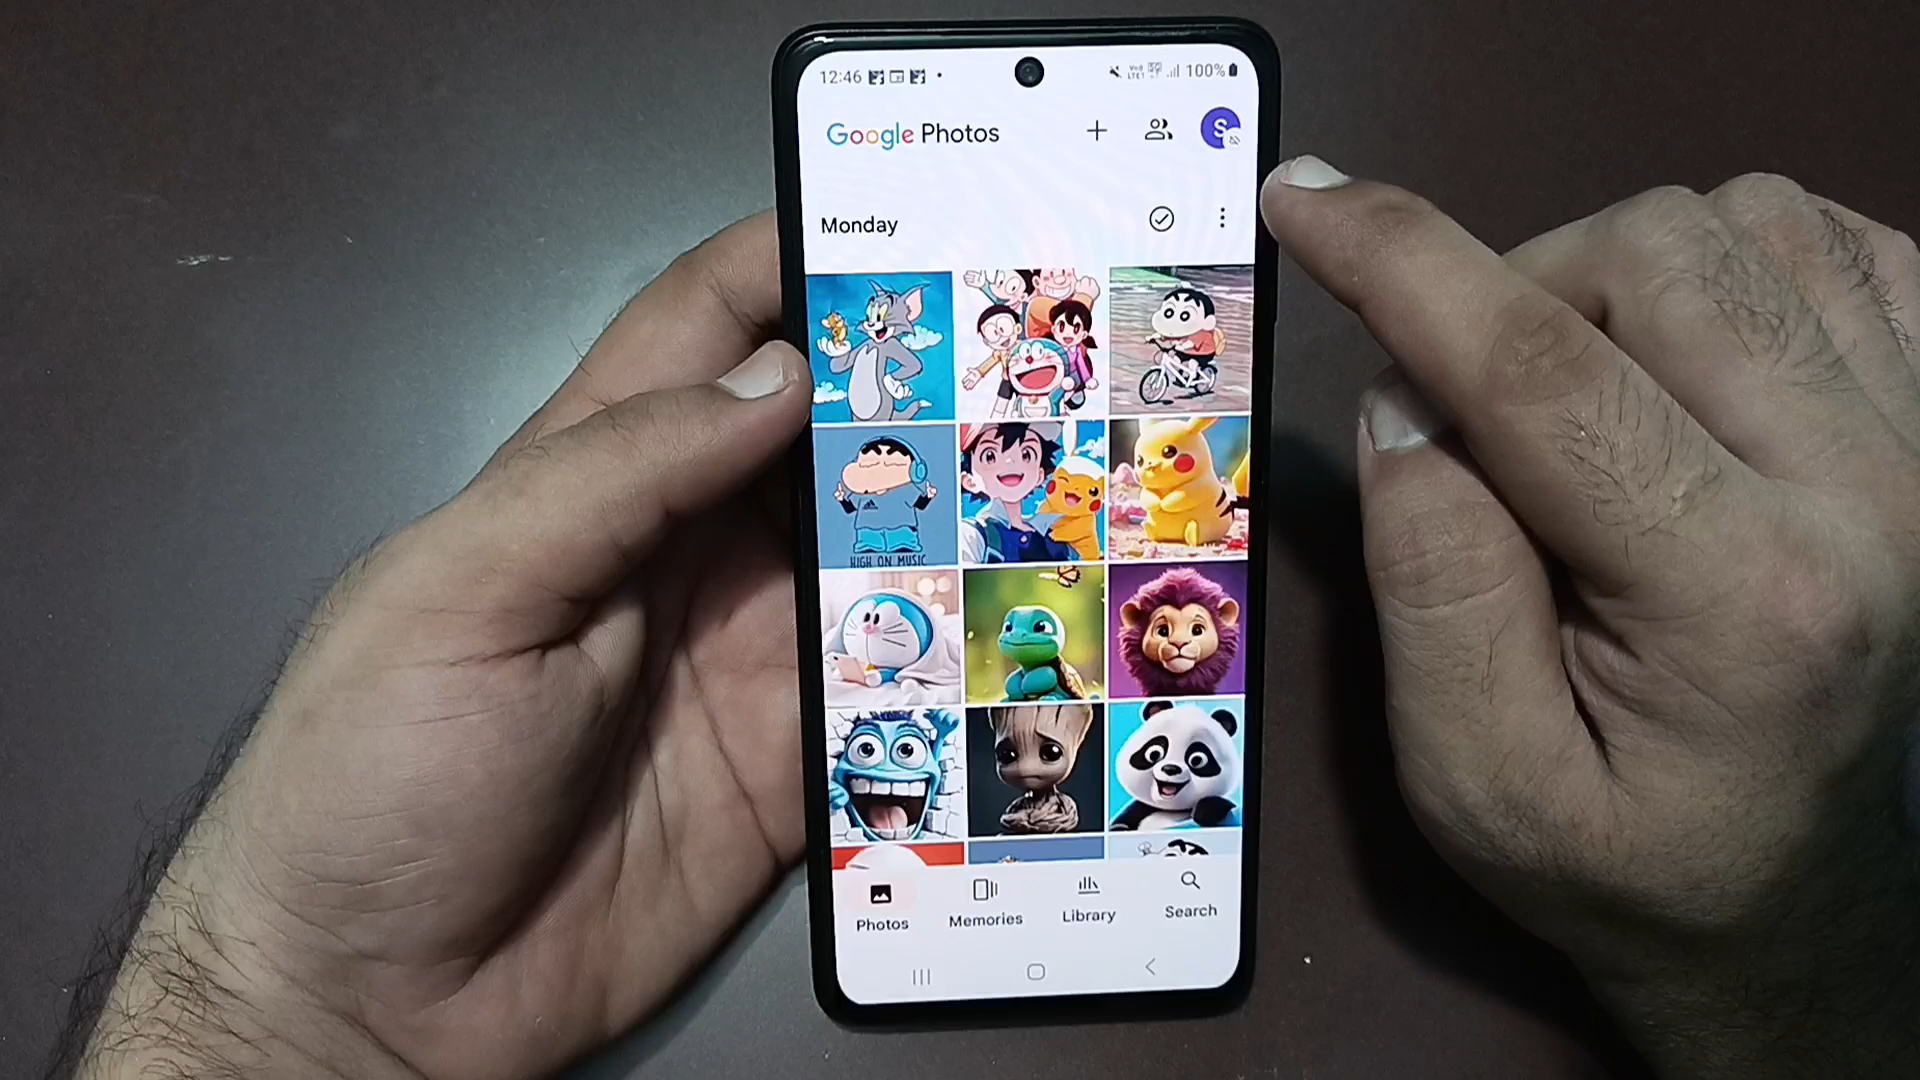 12:46 100%
Google Photos S
Monday
HIGH ON MUSIC
Photos Memories Library Search